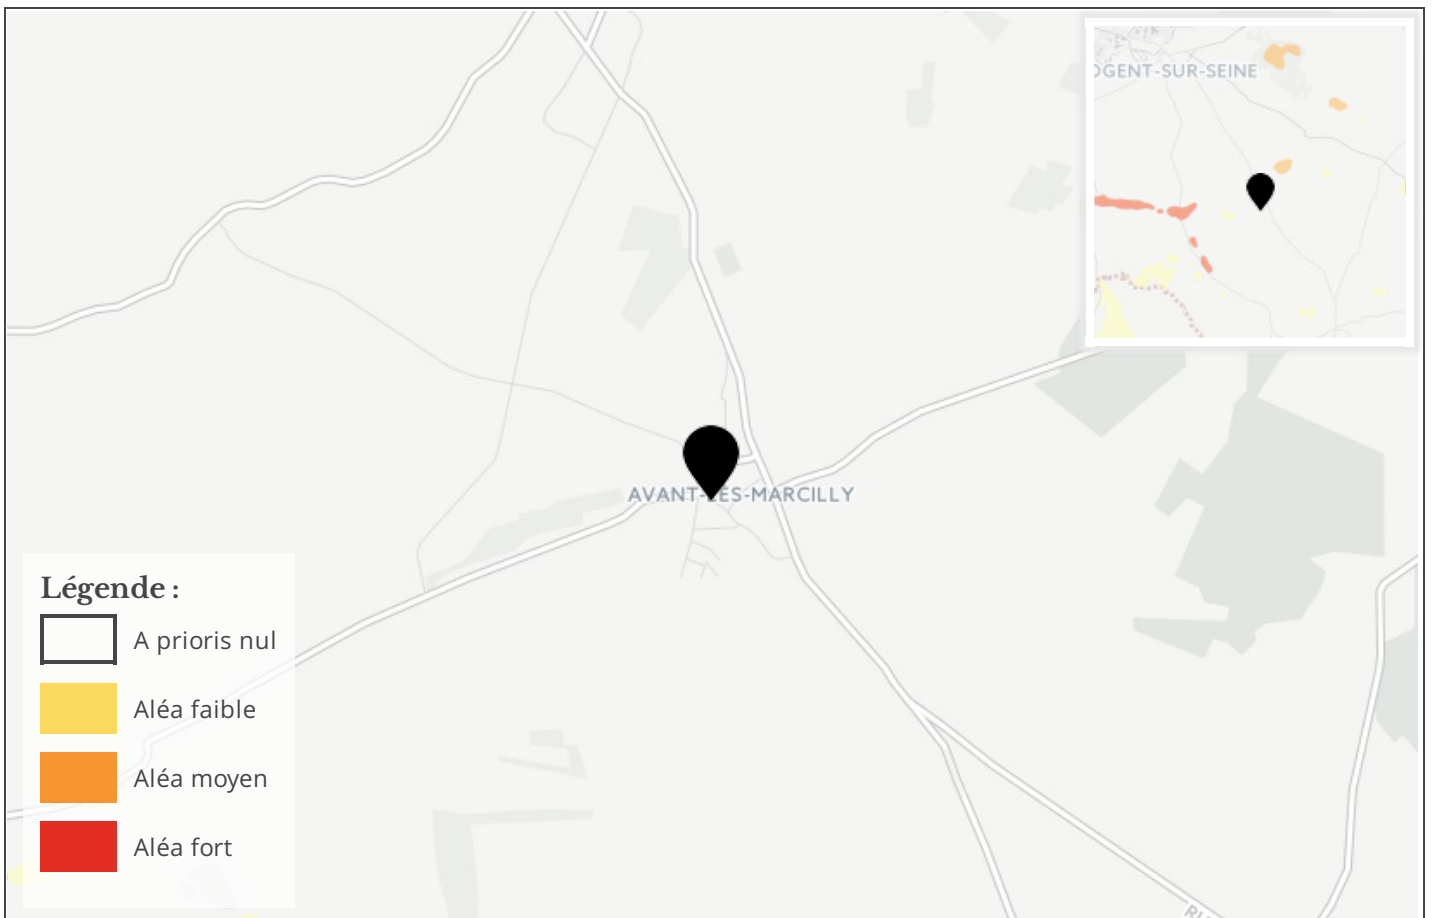 OGENT-SUR-SEINE
AVANT-LES-MARCILLY
Légende :
A prioris nul
Aléa faible
Aléa moyen
Aléa fort